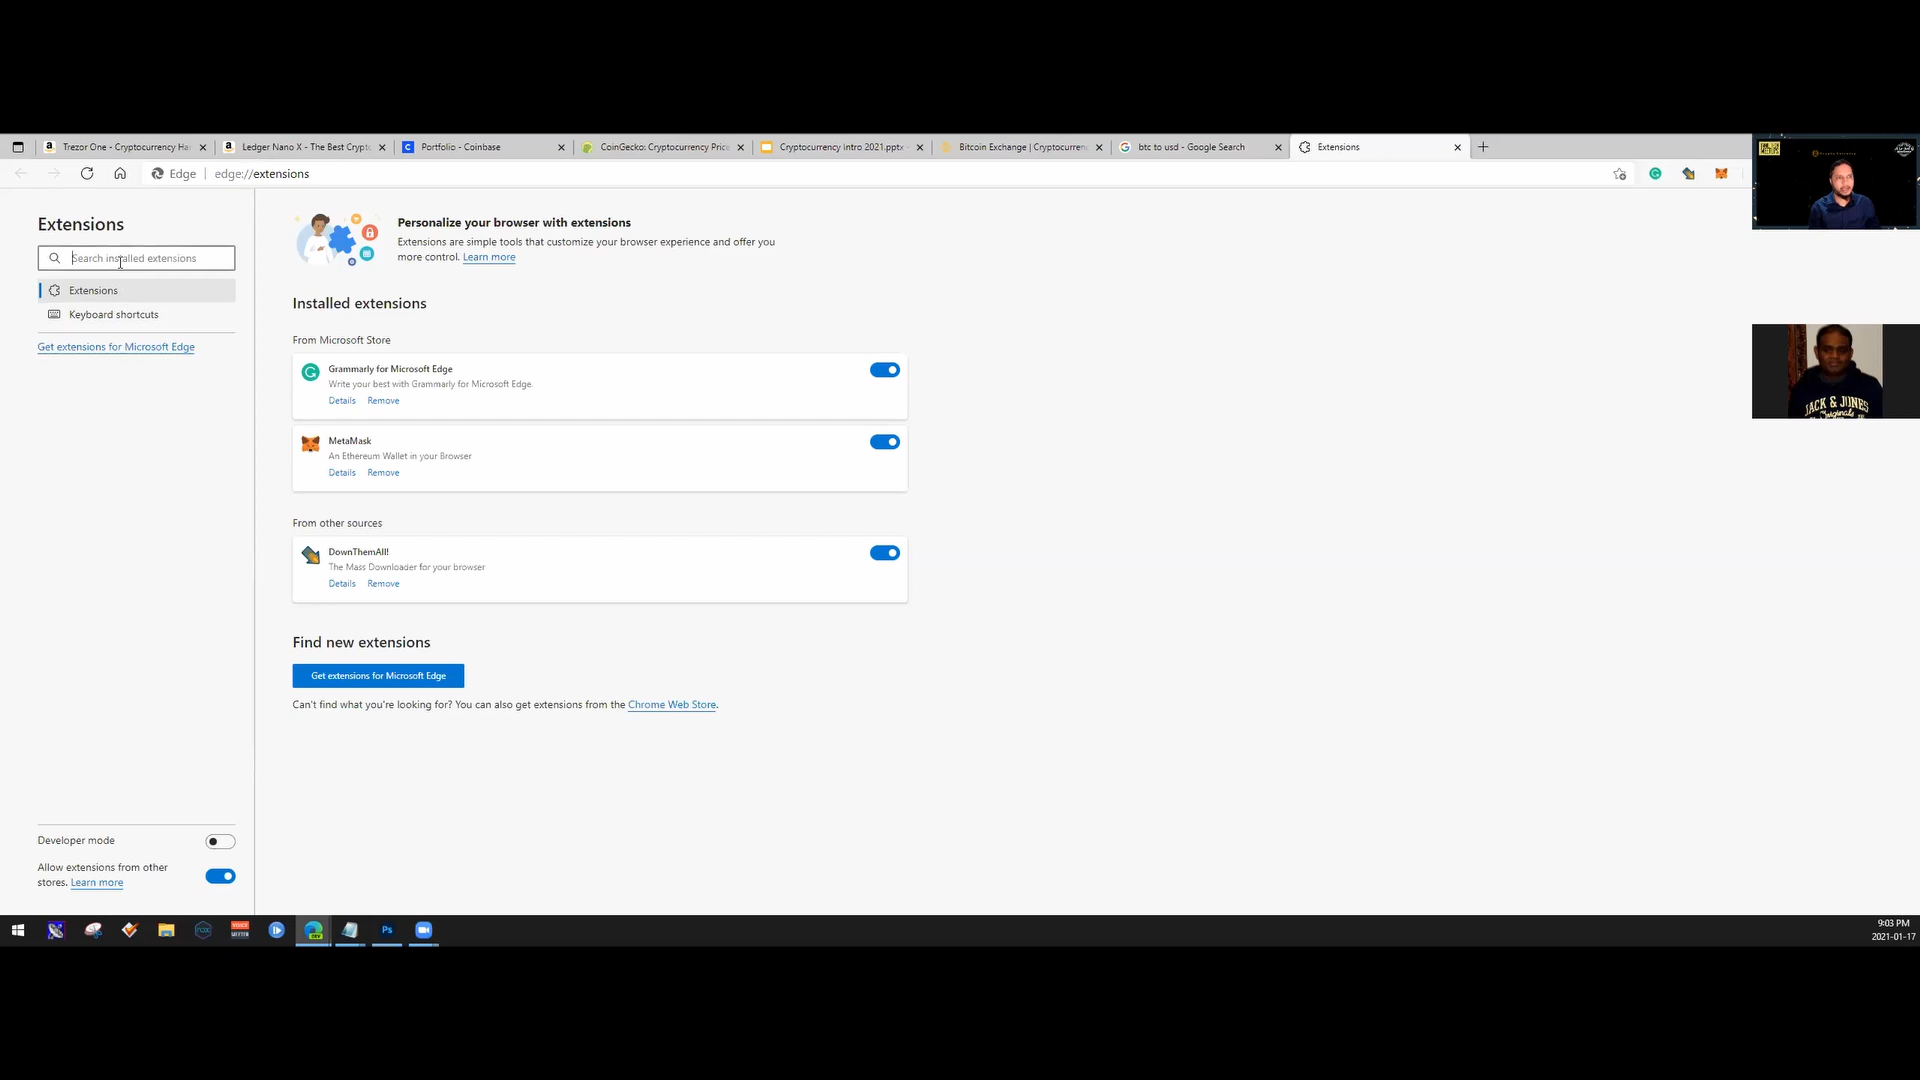 Trezor One - Cryptocurrency Ha
Ledger Nano X - The Best Crypto
Portfolio - Coinbase
CoinGecko: Cryptocurrency Price
Cryptocurrency intro 2021.pptx -
Bitcoin Exchange | Cryptocurrenc
btc to usd - Google Search
Extensions
Edge
edge://extensions
Extensions
Search installed extensions
Extensions
Keyboard shortcuts
Get extensions for Microsoft Edge
Personalize your browser with extensions
Extensions are simple tools that customize your browser experience and offer you
more control. Learn more
Installed extensions
From Microsoft Store
Grammarly for Microsoft Edge
Write your best with Grammarly for Microsoft Edge.
Details Remove
MetaMask
An Ethereum Wallet in your Browser
Details Remove
From other sources
DownThemAll!
The Mass Downloader for your browser
Details Remove
Find new extensions
Get extensions for Microsoft Edge
Can't find what you're looking for? You can also get extensions from the Chrome Web Store.
Developer mode
Allow extensions from other
stores. Learn more
JACK & JONES
Originals
Ps
9:03 PM
2021-01-17